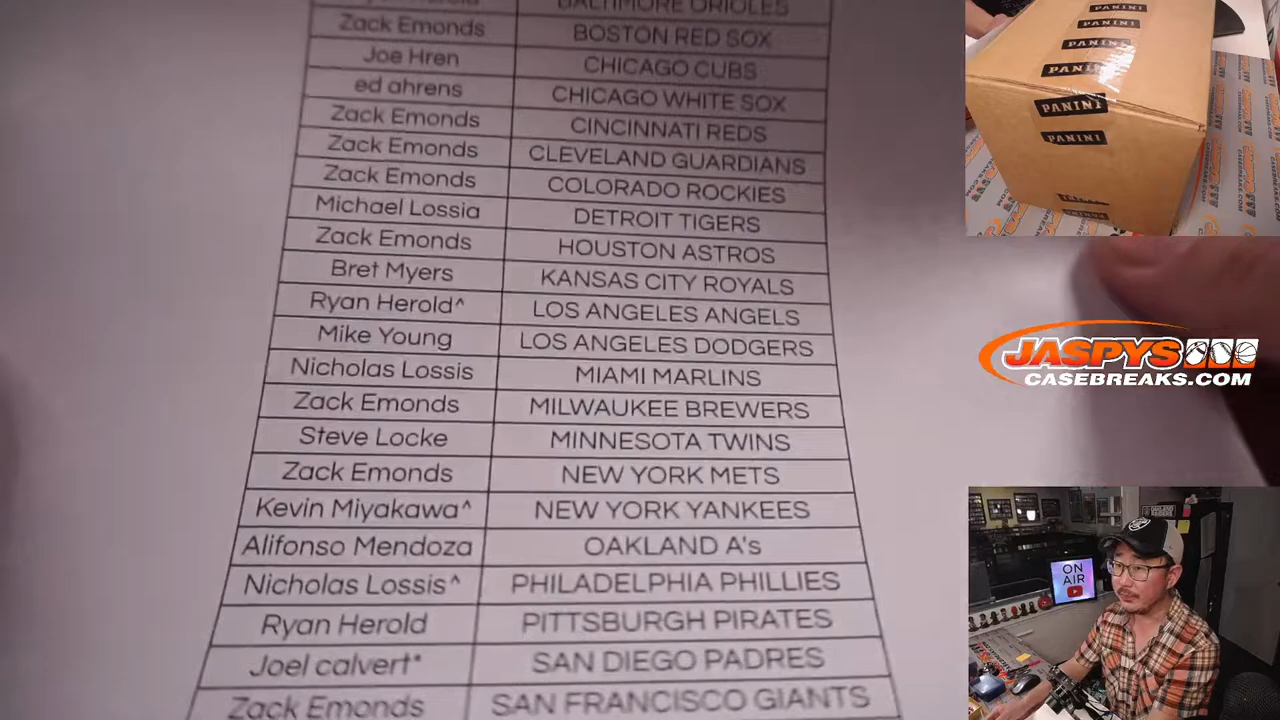 BALTIMORE ORIOLES
Zack Emonds BOSTON RED SOX
Joe Hren CHICAGO CUBS
ed ahrens CHICAGO WHITE SOX
Zack Emonds CINCINNATI REDS
Zack Emonds CLEVELAND GUARDIANS
Zack Emonds COLORADO ROCKIES
Michael Lossia DETROIT TIGERS
Zack Emonds HOUSTON ASTROS
Bret Myers KANSAS CITY ROYALS
Ryan Herold^ LOS ANGELES ANGELS
Mike Young LOS ANGELES DODGERS
Nicholas Lossis MIAMI MARLINS
Zack Emonds MILWAUKEE BREWERS
Steve Locke MINNESOTA TWINS
Zack Emonds NEW YORK METS
Kevin Miyakawa^ NEW YORK YANKEES
Alifonso Mendoza OAKLAND A's
Nicholas Lossis^ PHILADELPHIA PHILLIES
Ryan Herold PITTSBURGH PIRATES
Joel calvert* SAN DIEGO PADRES
Zack Emonds SAN FRANCISCO GIANTS
PANINI
PANINI
PANINI
PANINI
PANINI
PANINI
JASPYS
CASEBREAKS.COM
ON
AIR